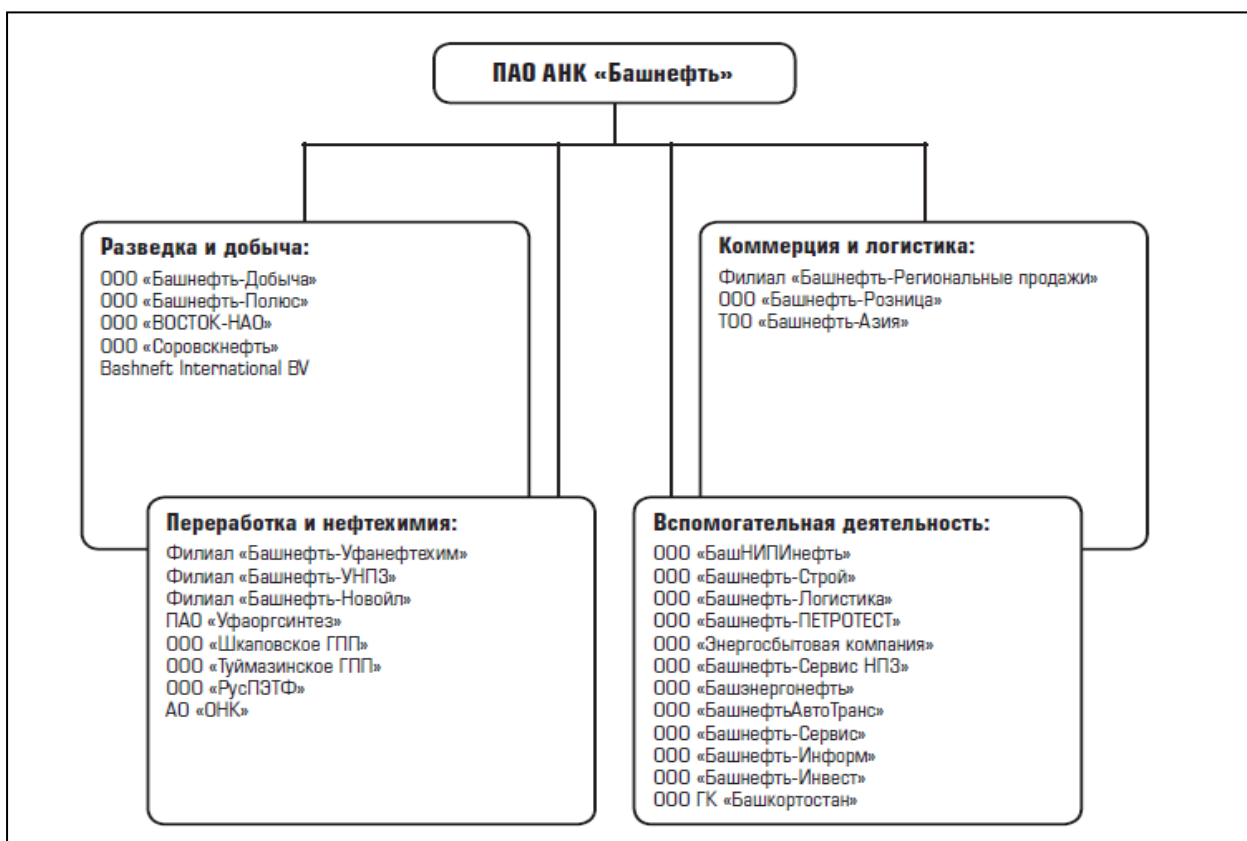 ПАО АНК «Башнефть»
Разведка и добыча:
ООО «Башнефть-Добыча»
ООО «Башнефть-Полюс»
ООО «ВОСТОК-НАО»
ООО «Соровскнефть»
Bashneft International BV
Коммерция и логистика:
Филиал «Башнефть-Региональные продажи»
ООО «Башнефть-Розница»
ТОО «Башнефть-Азия»
Переработка и нефтехимия:
Филиал «Башнефть-Уфанефтехим»
Филиал «Башнефть-УНПЗ»
Филиал «Башнефть-Новойл»
ПАО «Уфаоргсинтез»
ООО «Шкаповское ГПП»
ООО «Туймазинское ГПП»
ООО «РусПЭТФ»
АО «ОНК»
Вспомогательная деятельность:
ООО «БашНИПИнефть»
ООО «Башнефть-Строй»
ООО «Башнефть-Логистика»
ООО «Башнефть-ПЕТРОТЕСТ»
ООО «Энергосбытовая компания»
ООО «Башнефть-Сервис НПЗ»
ООО «Башэнергонефть»
ООО «БашнефтьАвтоТранс»
ООО «Башнефть-Сервис»
ООО «Башнефть-Информ»
ООО «Башнефть-Инвест»
ООО ГК «Башкортостан»